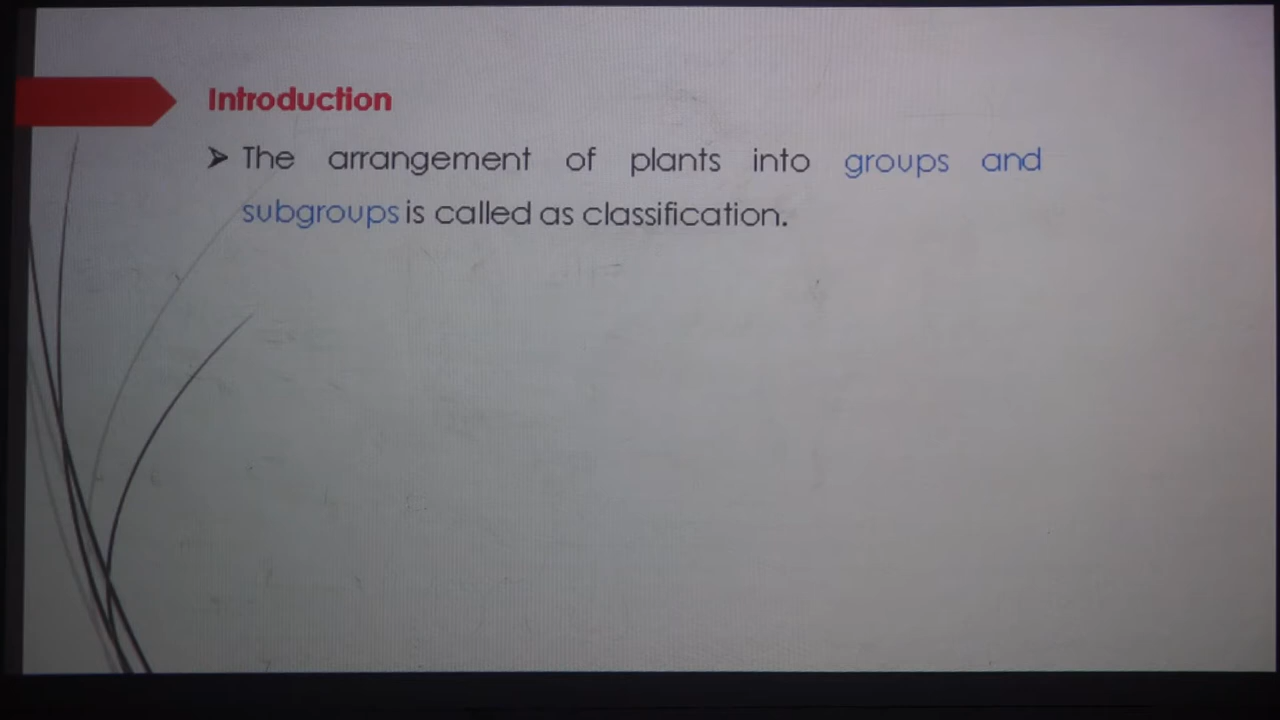 Introduction
➤ The arrangement of plants into groups and
subgroups is called as classification.